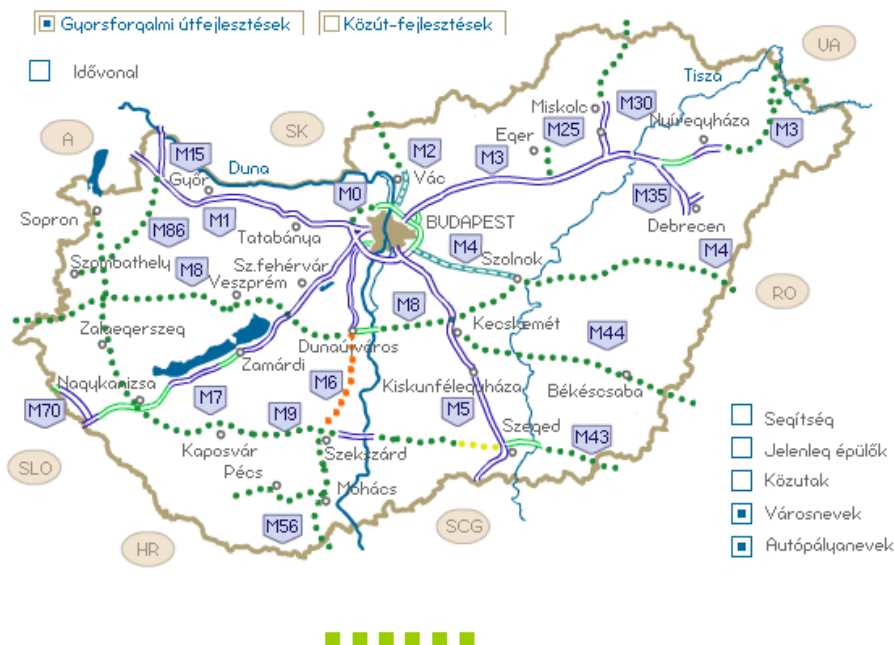 Gyorsforgalmi útfejlesztések
Közút-fejlesztések
Idővonal
UA
Tisza
SK
A
Miskolc
M30
Nyíregyháza
Eger
M25
M3
M15
M2
M3
Duna
Vác
Győr
M0
M35
Sopron
M1
BUDAPEST
Debrecen
M86
Tatabánya
M4
Szolnok
M4
Szombathely
M8
Sz.fehérvár
Veszprém
RO
M8
Zalaegerszeg
Kecskemét
M44
Dunaújváros
Zamárdi
Nagykanizsa
M7
M6
Kiskunfélegyháza
Békéscsaba
M70
M9
M5
Szeged
M43
Kaposvár
Szekszárd
SLO
Pécs
Mohács
M56
SCG
HR
Segítség
Jelenleg épülők
Közutak
Városnevek
Autópályanevek